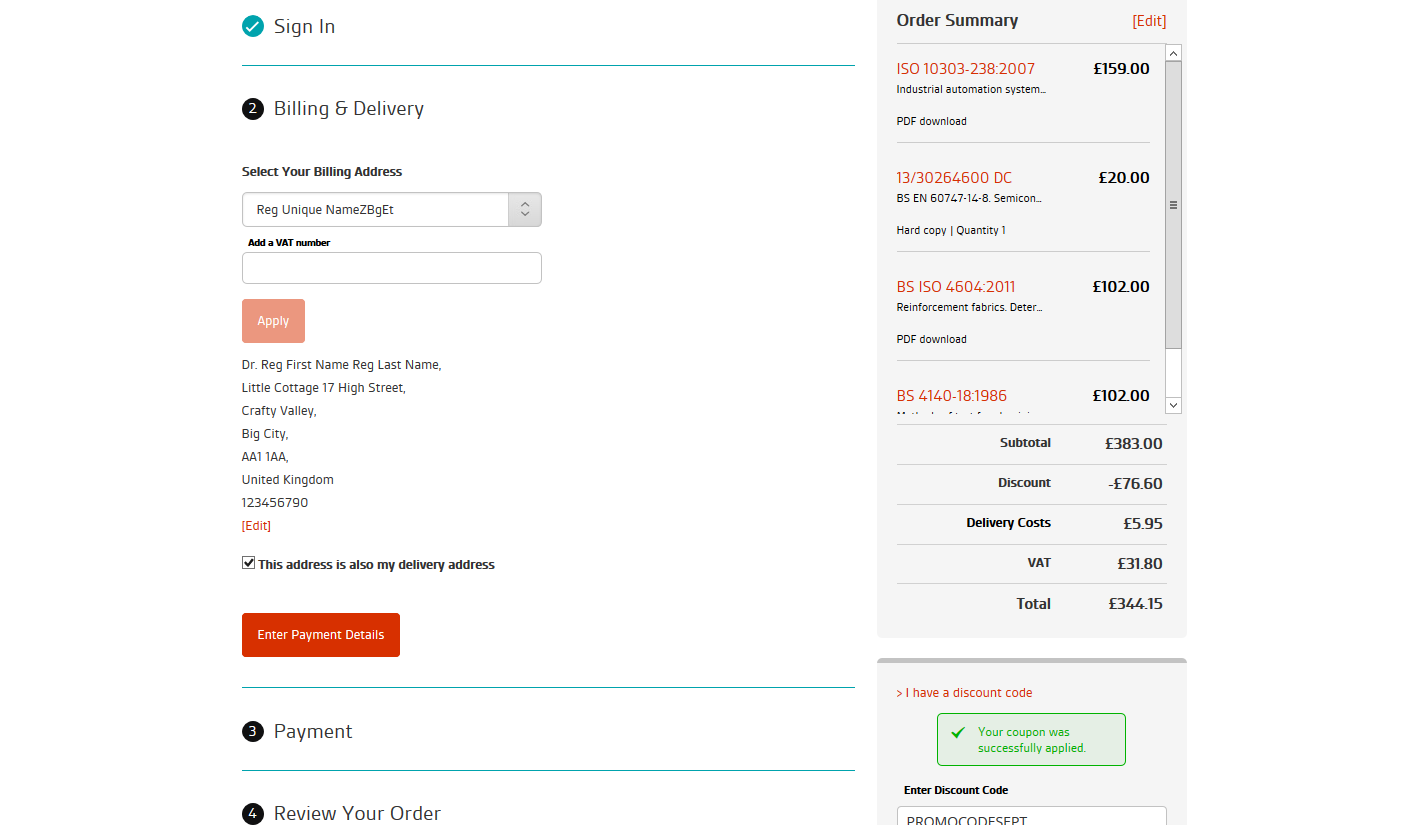 Sign In
2 Billing & Delivery
Select Your Billing Address
Reg Unique NameZBgEt
Add a VAT number
Apply
Dr. Reg First Name Reg Last Name,
Little Cottage 17 High Street,
Crafty Valley,
Big City,
AA1 1AA,
United Kingdom
123456790
[Edit]
This address is also my delivery address
Enter Payment Details
3 Payment
4 Review Your Order
Order Summary [Edit]
ISO 10303-238:2007 £159.00
Industrial automation system...
PDF download
13/30264600 DC £20.00
BS EN 60747-14-8. Semicon...
Hard copy | Quantity 1
BS ISO 4604:2011 £102.00
Reinforcement fabrics. Deter...
PDF download
BS 4140-18:1986 £102.00
Subtotal £383.00
Discount -£76.60
Delivery Costs £5.95
VAT £31.80
Total £344.15
> I have a discount code
Your coupon was
successfully applied.
Enter Discount Code
PROMOCODESEPT